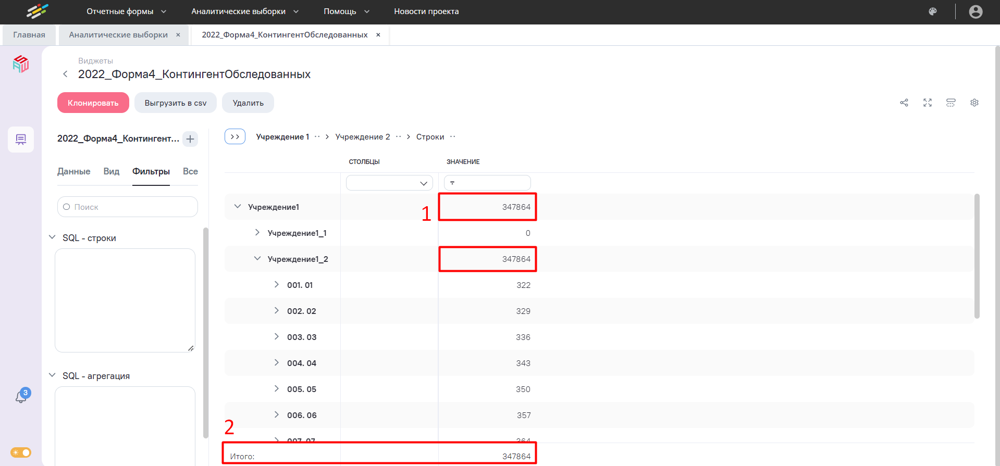 Отчетные формы Аналитические выборки Помощь Новости проекта
Главная Аналитические выборки × 2022_Форма4_КонтингентОбследованных ×
Виджеты
2022_Форма4_КонтингентОбследованных
Клонировать Выгрузить в csv Удалить
2022_Форма4_Контингент... +
>> Учреждение 1 ·· > Учреждение 2 ·· > Строки ··
СТОЛБЦЫ ЗНАЧЕНИЕ
Данные Вид Фильтры Все
Поиск
Учреждение1 1 347864
Учреждение1_1 0
SQL - строки
Учреждение1_2 347864
001. 01 322
002. 02 329
003. 03 336
004. 04 343
SQL - агрегация
005. 05 350
3
006. 06 357
2
007. 07 364
Итого: 347864